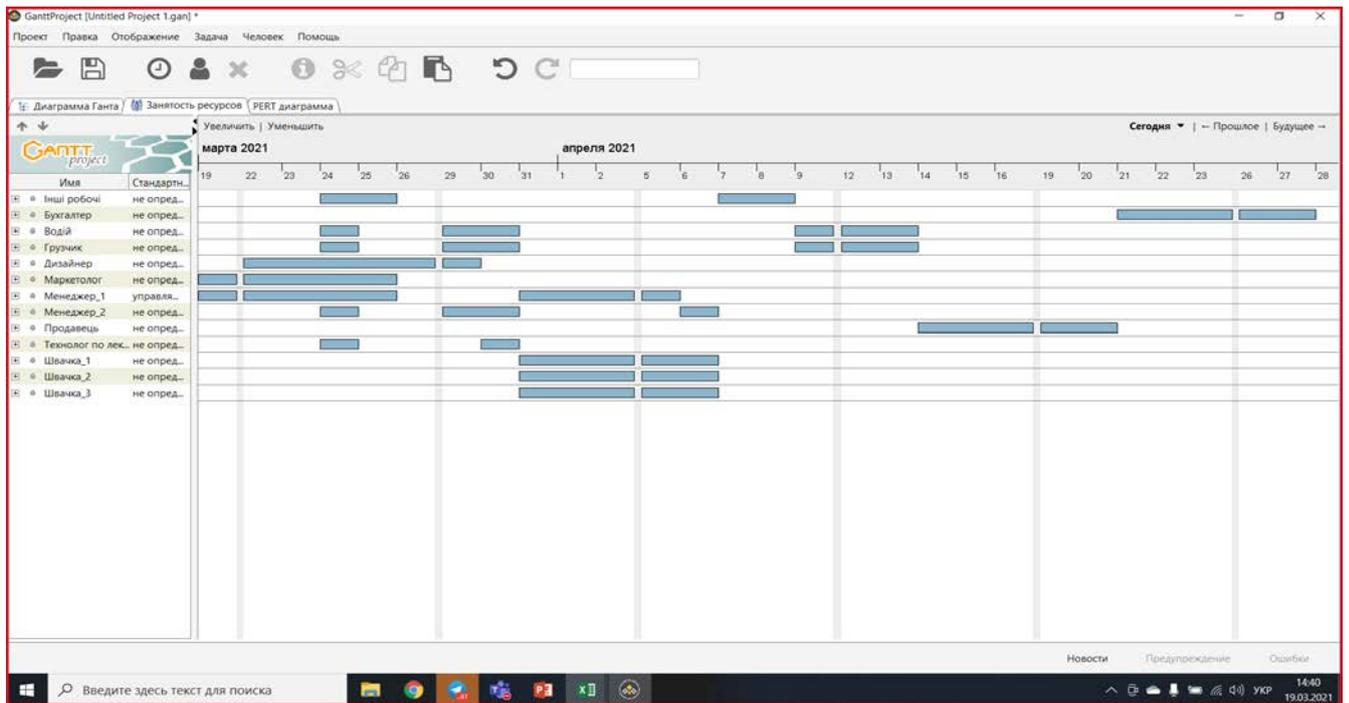 GanttProject [Untitled Project 1.gan] *
Проект Правка Отображение Задача Человек Помощь
Диаграмма Ганта Занятость ресурсов PERT диаграмма
Увеличить | Уменьшить Сегодня ▼ | ← Прошлое | Будущее →
GANTT project
марта 2021 апреля 2021
19 22 23 24 25 26 29 30 31 1 2 5 6 7 8 9 12 13 14 15 16 19 20 21 22 23 26 27 28
Имя Стандартн...
Інші робочі не опред...
Бухгалтер не опред...
Водій не опред...
Грузчик не опред...
Дизайнер не опред...
Маркетолог не опред...
Менеджер_1 управля...
Менеджер_2 не опред...
Продавець не опред...
Технолог по лек... не опред...
Швачка_1 не опред...
Швачка_2 не опред...
Швачка_3 не опред...
Новости Предупреждение Ошибки
Введите здесь текст для поиска
УКР 14:40
19.03.2021